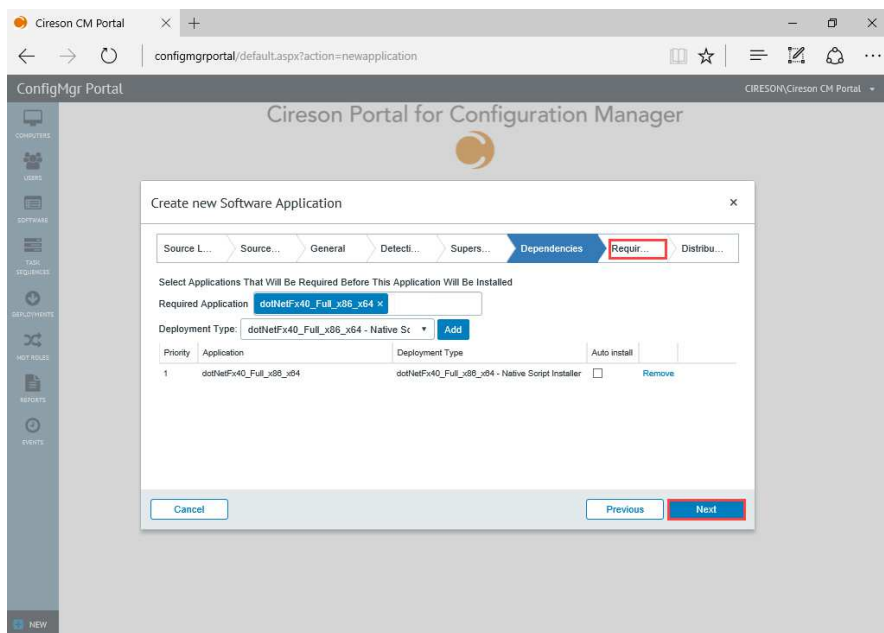 Cireson CM Portal
configmgrportal/default.aspx?action=newapplication
ConfigMgr Portal
CIRESON\Cireson CM Portal
Cireson Portal for Configuration Manager
COMPUTERS
USERS
SOFTWARE
TASK
SEQUENCES
DEPLOYMENTS
HOT ROLES
REPORTS
EVENTS
NEW
Create new Software Application
Source L... Source... General Detecti... Supers... Dependencies Requir... Distribu...
Select Applications That Will Be Required Before This Application Will Be Installed
Required Application dotNetFx40_Full_x86_x64 ×
Deployment Type: dotNetFx40_Full_x86_x64 - Native Sc Add
Priority Application Deployment Type Auto install
1 dotNetFx40_Full_x86_x64 dotNetFx40_Full_x86_x64 - Native Script Installer Remove
Cancel Previous Next